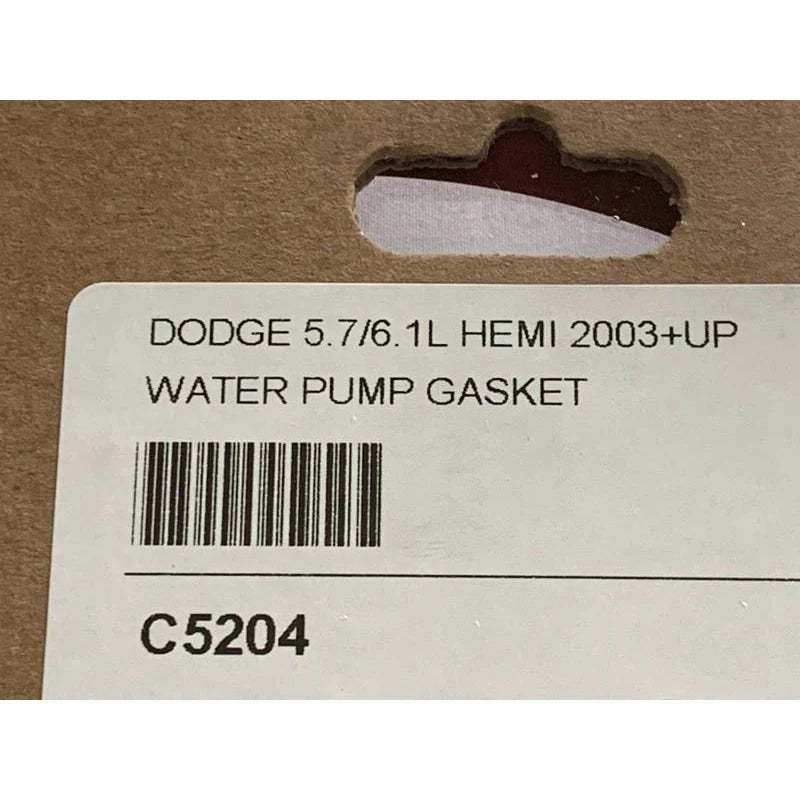 DODGE 5.7/6.1L HEMI 2003+UP
WATER PUMP GASKET
C5204